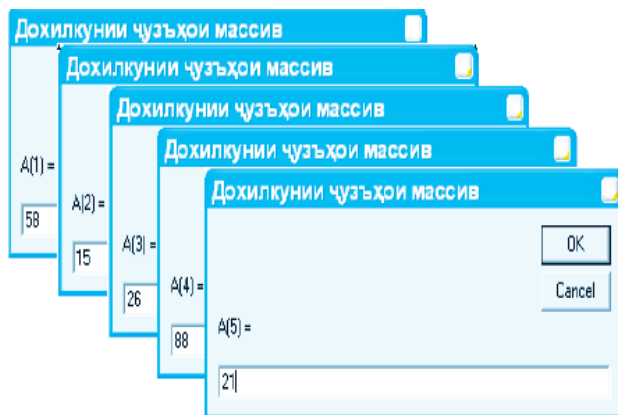 Дохилкунии ҷузъҳои массив
A(1) =
58
Дохилкунии ҷузъҳои массив
A(2) =
15
Дохилкунии ҷузъҳои массив
A(3) =
26
Дохилкунии ҷузъҳои массив
A(4) =
88
Дохилкунии ҷузъҳои массив
OK
Cancel
A(5) =
21